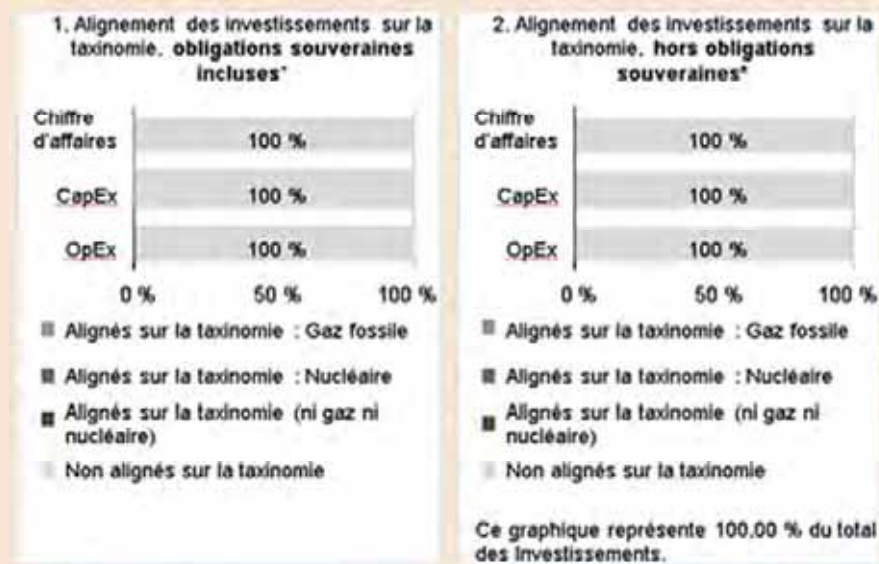 1. Alignement des investissements sur la
taxinomie, obligations souveraines
incluses*
Chiffre
d'affaires
100 %
CapEx
100 %
OpEx
100 %
0 %
50 %
100 %
Alignés sur la taxinomie : Gaz fossile
Alignés sur la taxinomie : Nucléaire
Alignés sur la taxinomie (ni gaz ni
nucléaire)
Non alignés sur la taxinomie
2. Alignement des investissements sur la
taxinomie, hors obligations
souveraines*
Chiffre
d'affaires
100 %
CapEx
100 %
OpEx
100 %
0 %
50 %
100 %
Alignés sur la taxinomie : Gaz fossile
Alignés sur la taxinomie : Nucléaire
Alignés sur la taxinomie (ni gaz ni
nucléaire)
Non alignés sur la taxinomie
Ce graphique représente 100.00 % du total
des Investissements.